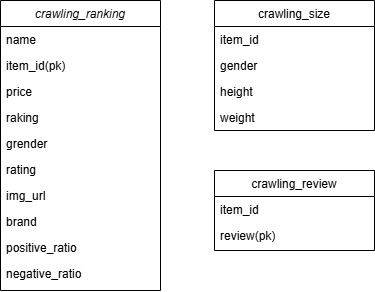 crawling_ranking
name
item_id(pk)
price
raking
grender
rating
img_url
brand
positive_ratio
negative_ratio
crawling_size
item_id
gender
height
weight
crawling_review
item_id
review(pk)